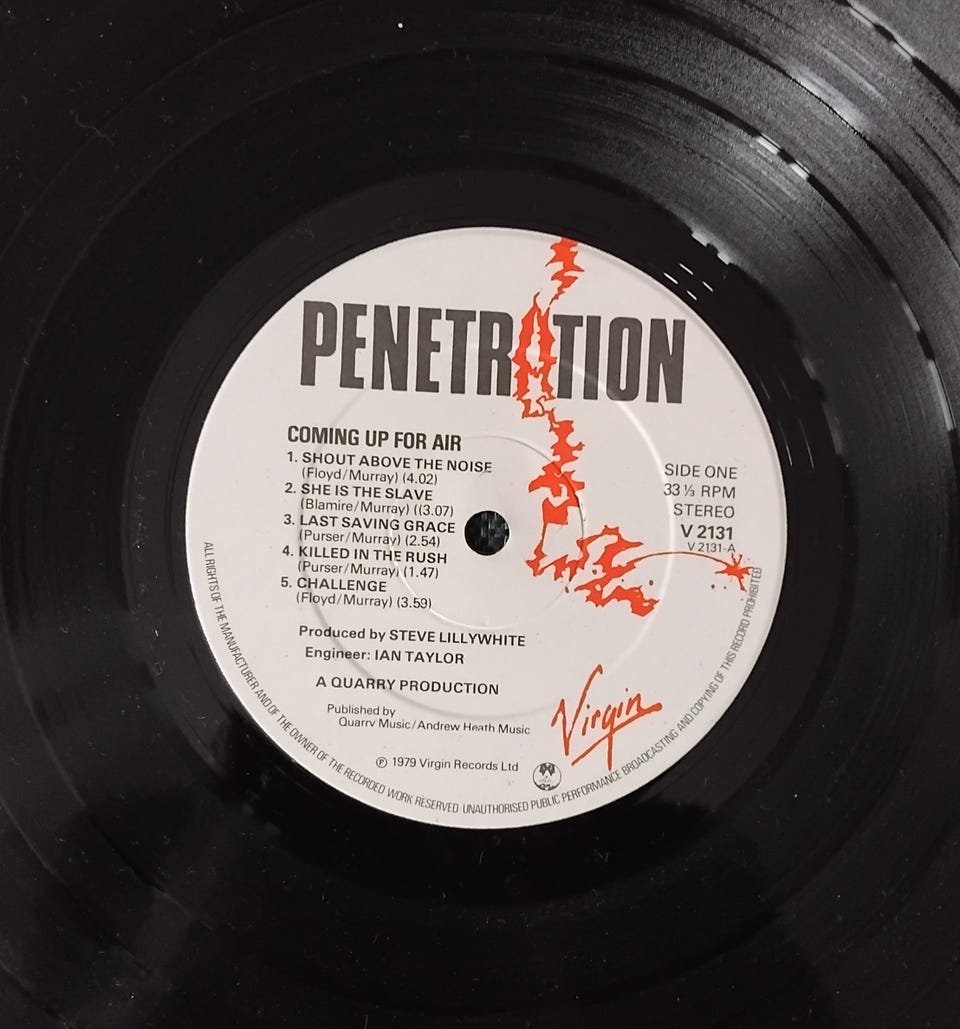 PENETRATION
COMING UP FOR AIR
1. SHOUT ABOVE THE NOISE
(Floyd/Murray) (4.02)
2. SHE IS THE SLAVE
(Blamire/Murray) ((3.07)
3. LAST SAVING GRACE
(Purser/Murray) (2.54)
4. KILLED IN THE RUSH
(Purser/Murray) (1.47)
5. CHALLENGE
(Floyd/Murray) (3.59)
SIDE ONE
33⅓ RPM
STEREO
V 2131
V 2131-A
Produced by STEVE LILLYWHITE
Engineer: IAN TAYLOR
A QUARRY PRODUCTION
Published by
Quarry Music/Andrew Heath Music
Virgin
℗ 1979 Virgin Records Ltd
ALL RIGHTS OF THE MANUFACTURER AND OF THE OWNER OF THE RECORDED WORK RESERVED UNAUTHORISED PUBLIC PERFORMANCE BROADCASTING AND COPYING OF THIS RECORD PROHIBITED